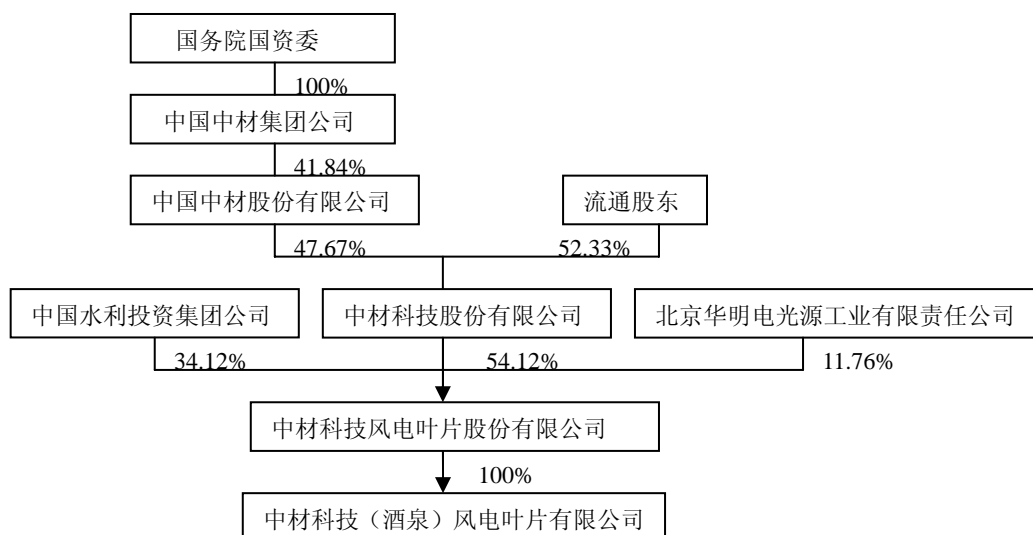 国务院国资委
100%
中国中材集团公司
41.84%
中国中材股份有限公司
流通股东
47.67%
52.33%
中国水利投资集团公司
中材科技股份有限公司
北京华明电光源工业有限责任公司
34.12%
54.12%
11.76%
中材科技风电叶片股份有限公司
100%
中材科技（酒泉）风电叶片有限公司